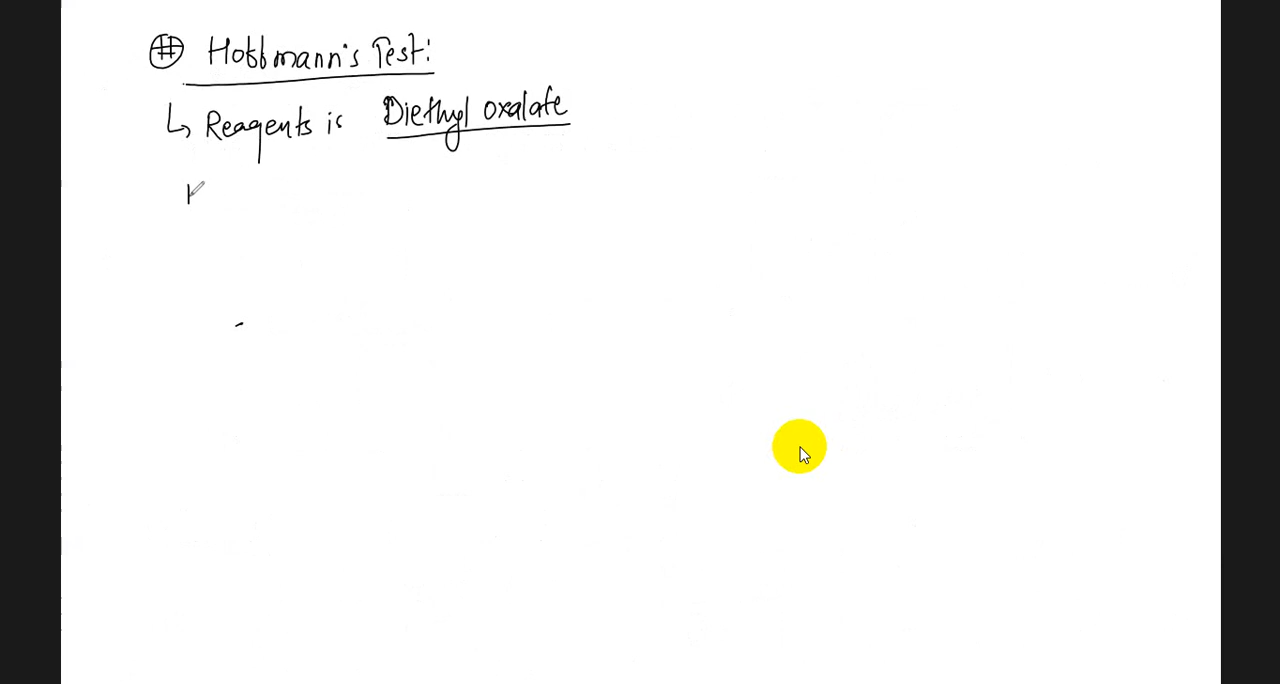 # Hoffmann's Test:
↳ Reagents is Diethyl oxalate